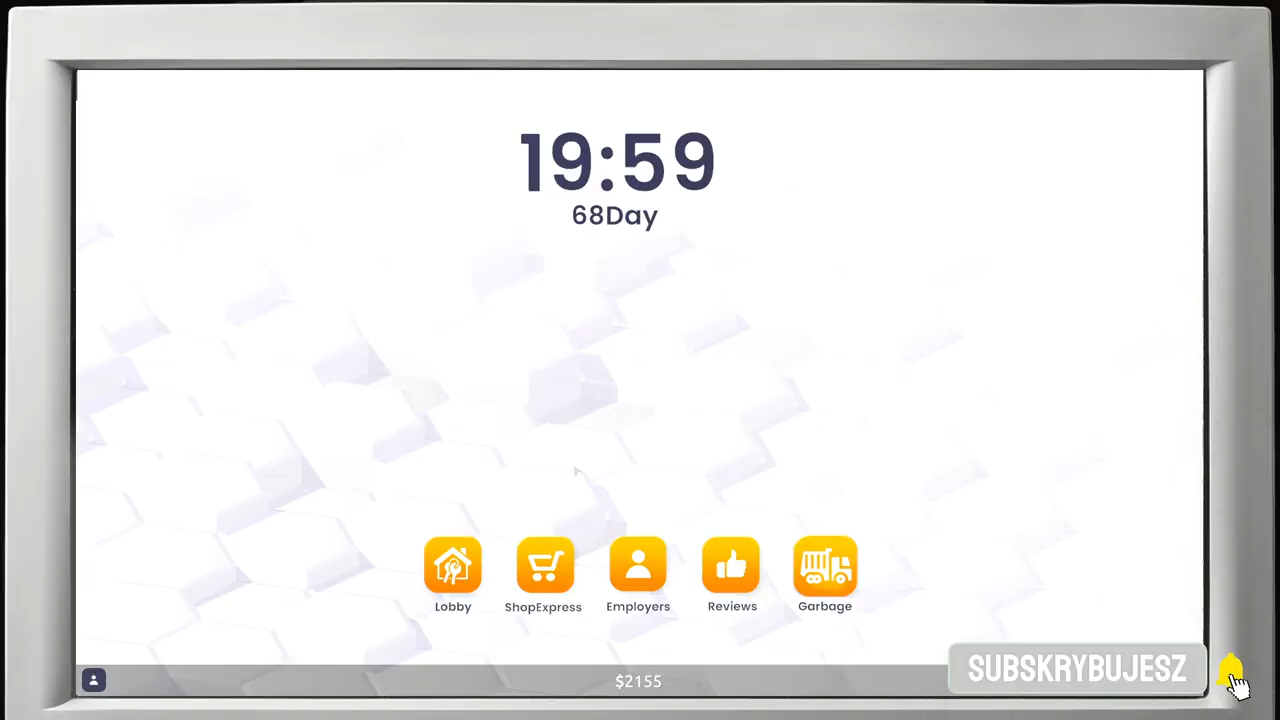 19:59
68Day
Lobby
ShopExpress
Employers
Reviews
Garbage
$2155
SUBSKRYBUJESZ